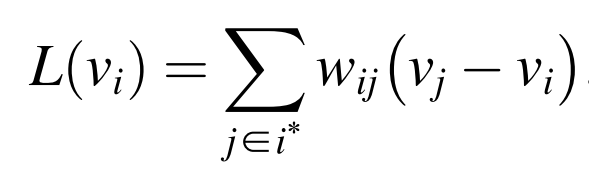 L(v_i) = \sum_{j \in i^*} w_{ij} (v_j - v_i).